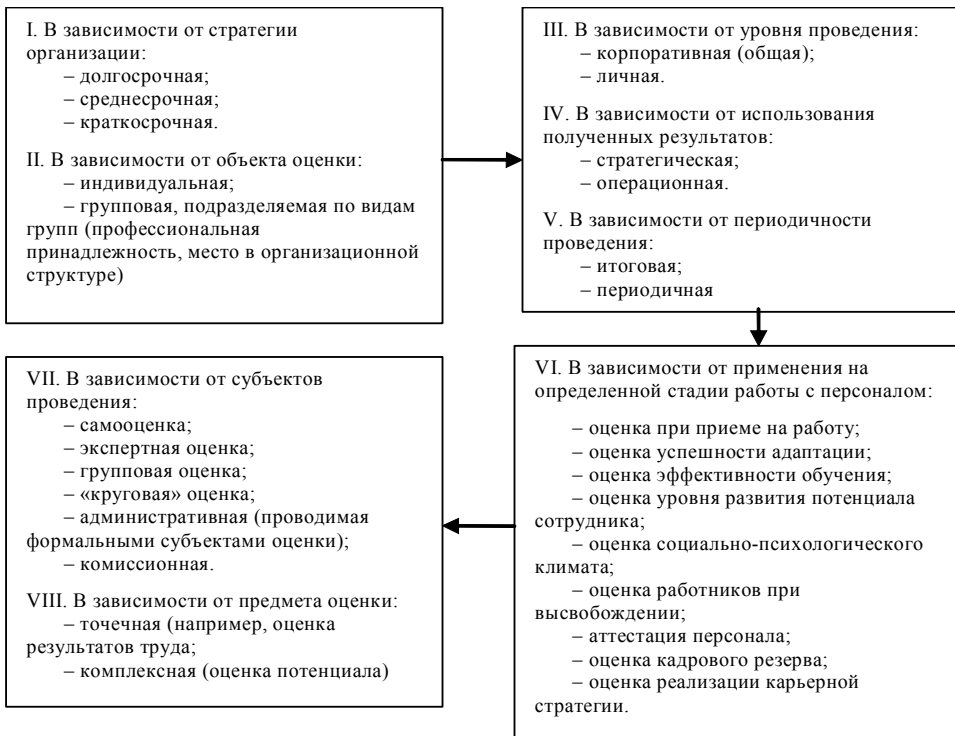 I. В зависимости от стратегии
организации:
– долгосрочная;
– среднесрочная;
– краткосрочная.
II. В зависимости от объекта оценки:
– индивидуальная;
– групповая, подразделяемая по видам
групп (профессиональная
принадлежность, место в организационной
структуре)
III. В зависимости от уровня проведения:
– корпоративная (общая);
– личная.
IV. В зависимости от использования
полученных результатов:
– стратегическая;
– операционная.
V. В зависимости от периодичности
проведения:
– итоговая;
– периодичная
VI. В зависимости от применения на
определенной стадии работы с персоналом:
– оценка при приеме на работу;
– оценка успешности адаптации;
– оценка эффективности обучения;
– оценка уровня развития потенциала
сотрудника;
– оценка социально-психологического
климата;
– оценка работников при
высвобождении;
– аттестация персонала;
– оценка кадрового резерва;
– оценка реализации карьерной
стратегии.
VII. В зависимости от субъектов
проведения:
– самооценка;
– экспертная оценка;
– групповая оценка;
– «круговая» оценка;
– административная (проводимая
формальными субъектами оценки);
– комиссионная.
VIII. В зависимости от предмета оценки:
– точечная (например, оценка
результатов труда;
– комплексная (оценка потенциала)